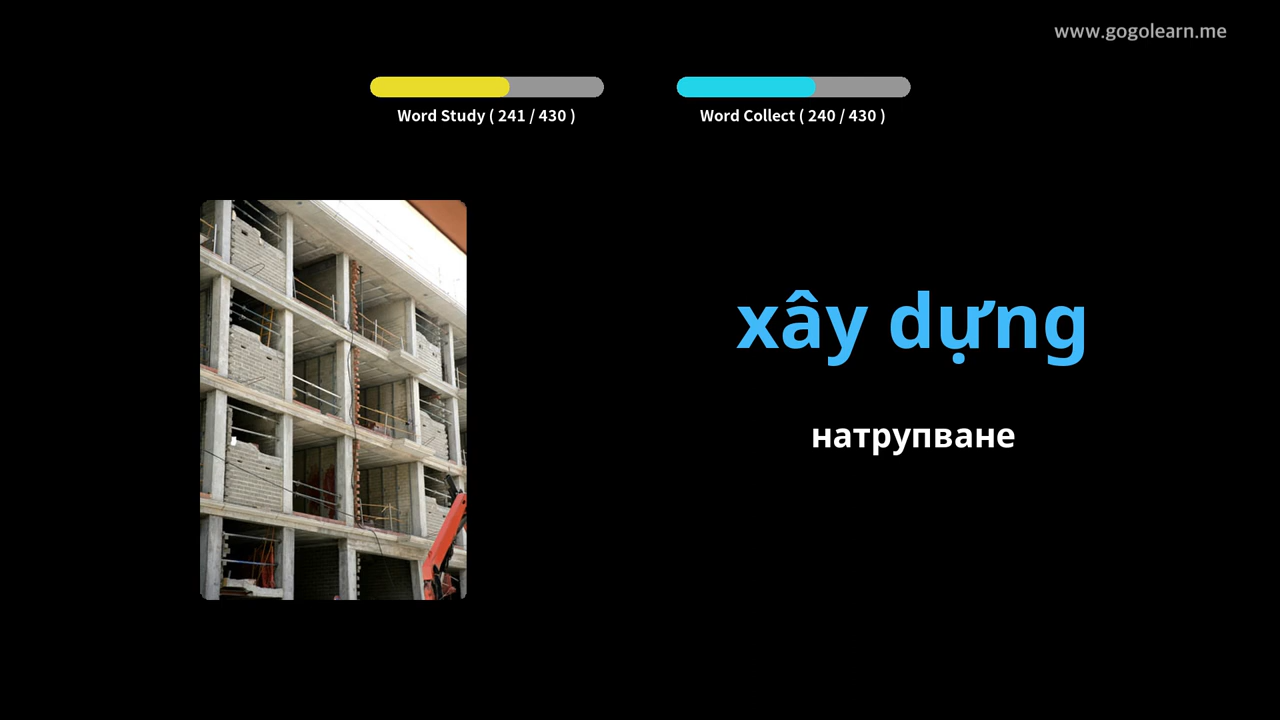 www.gogolearn.me
Word Study ( 241 / 430 )
Word Collect ( 240 / 430 )
xây dựng
натрупване